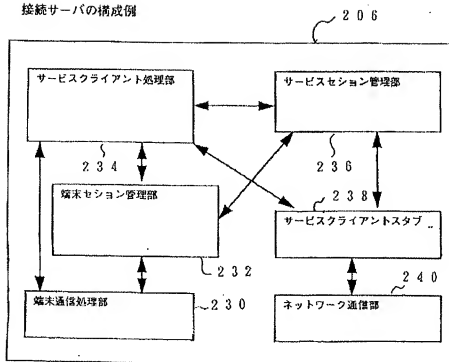 接続サーバの構成例
206
サービスクライアント処理部
サービスセション管理部
234
236
端末セション管理部
238
サービスクライアントスタブ
232
240
端末通信処理部
230
ネットワーク通信部